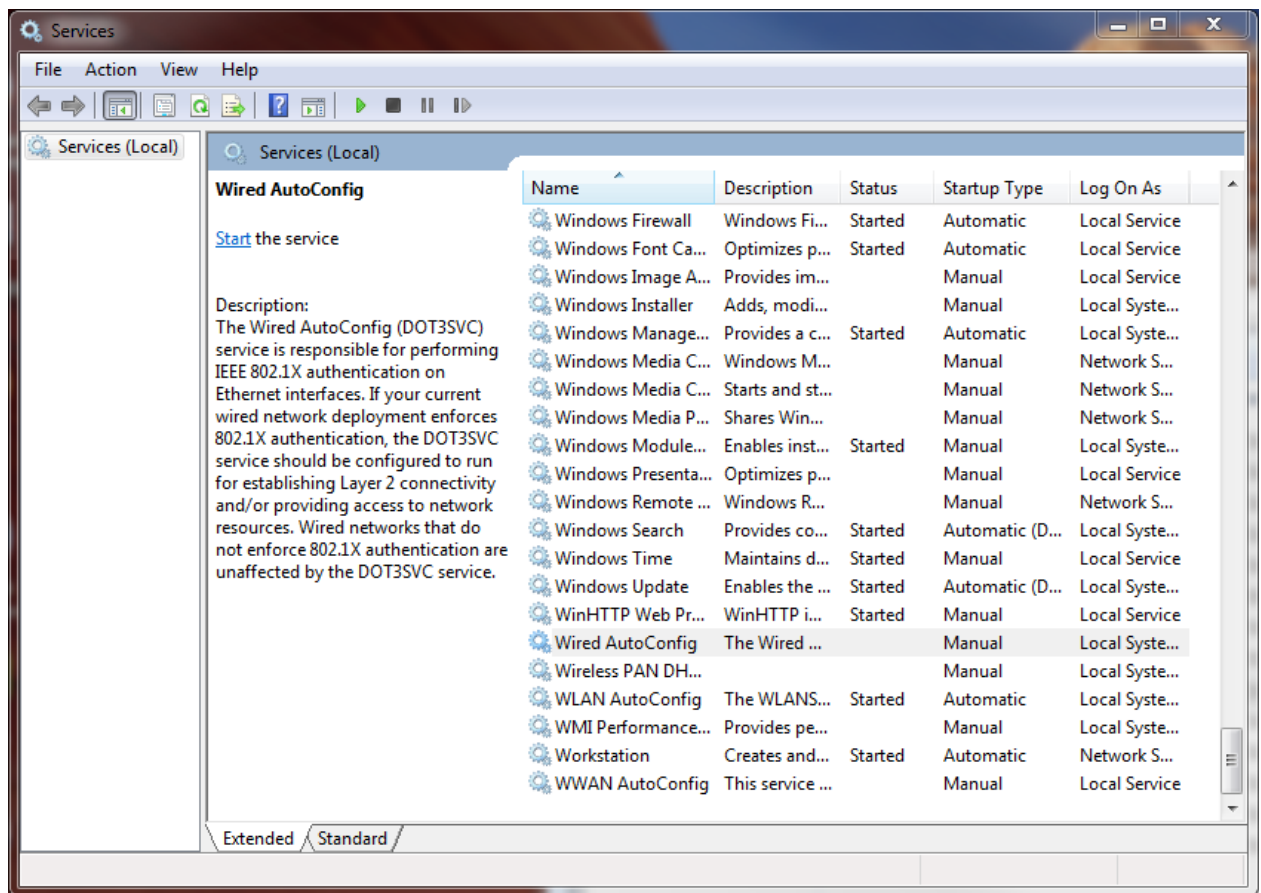 Services
File Action View Help
Services (Local)
Services (Local)
Wired AutoConfig
Start the service
Description:
The Wired AutoConfig (DOT3SVC)
service is responsible for performing
IEEE 802.1X authentication on
Ethernet interfaces. If your current
wired network deployment enforces
802.1X authentication, the DOT3SVC
service should be configured to run
for establishing Layer 2 connectivity
and/or providing access to network
resources. Wired networks that do
not enforce 802.1X authentication are
unaffected by the DOT3SVC service.
Name Description Status Startup Type Log On As
Windows Firewall Windows Fi... Started Automatic Local Service
Windows Font Ca... Optimizes p... Started Automatic Local Service
Windows Image A... Provides im... Manual Local Service
Windows Installer Adds, modi... Manual Local Syste...
Windows Manage... Provides a c... Started Automatic Local Syste...
Windows Media C... Windows M... Manual Network S...
Windows Media C... Starts and st... Manual Network S...
Windows Media P... Shares Win... Manual Network S...
Windows Module... Enables inst... Started Manual Local Syste...
Windows Presenta... Optimizes p... Manual Local Service
Windows Remote ... Windows R... Manual Network S...
Windows Search Provides co... Started Automatic (D... Local Syste...
Windows Time Maintains d... Started Manual Local Service
Windows Update Enables the ... Started Automatic (D... Local Syste...
WinHTTP Web Pr... WinHTTP i... Started Manual Local Service
Wired AutoConfig The Wired ... Manual Local Syste...
Wireless PAN DH... Manual Local Syste...
WLAN AutoConfig The WLANS... Started Automatic Local Syste...
WMI Performance... Provides pe... Manual Local Syste...
Workstation Creates and... Started Automatic Network S...
WWAN AutoConfig This service ... Manual Local Service
Extended Standard